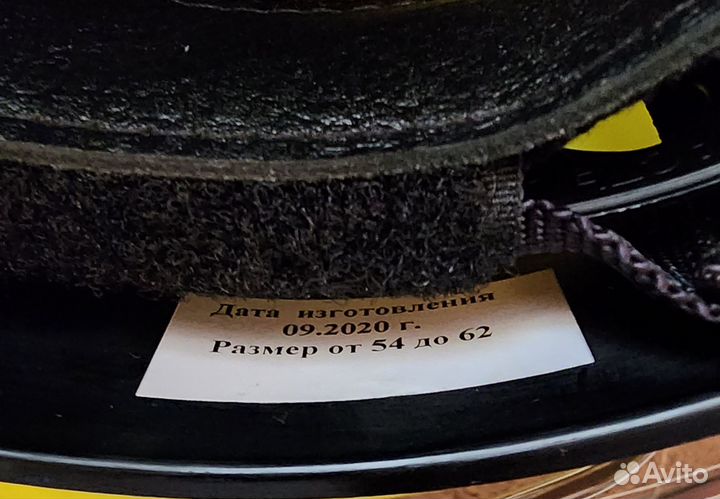 Дата изготовления
09.2020 г.
Размер от 54 до 62
Avito